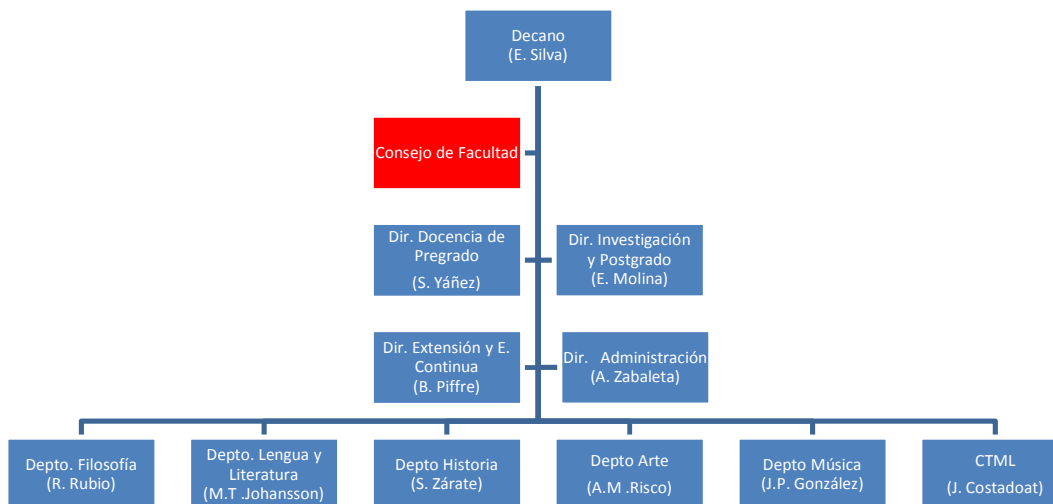 Decano
(E. Silva)
Consejo de Facultad
Dir. Docencia de
Pregrado
(S. Yáñez)
Dir. Investigación
y Postgrado
(E. Molina)
Dir. Extensión y E.
Continua
(B. Piffre)
Dir. Administración
(A. Zabaleta)
Depto. Filosofía
(R. Rubio)
Depto. Lengua y
Literatura
(M.T .Johansson)
Depto Historia
(S. Zárate)
Depto Arte
(A.M .Risco)
Depto Música
(J.P. González)
CTML
(J. Costadoat)